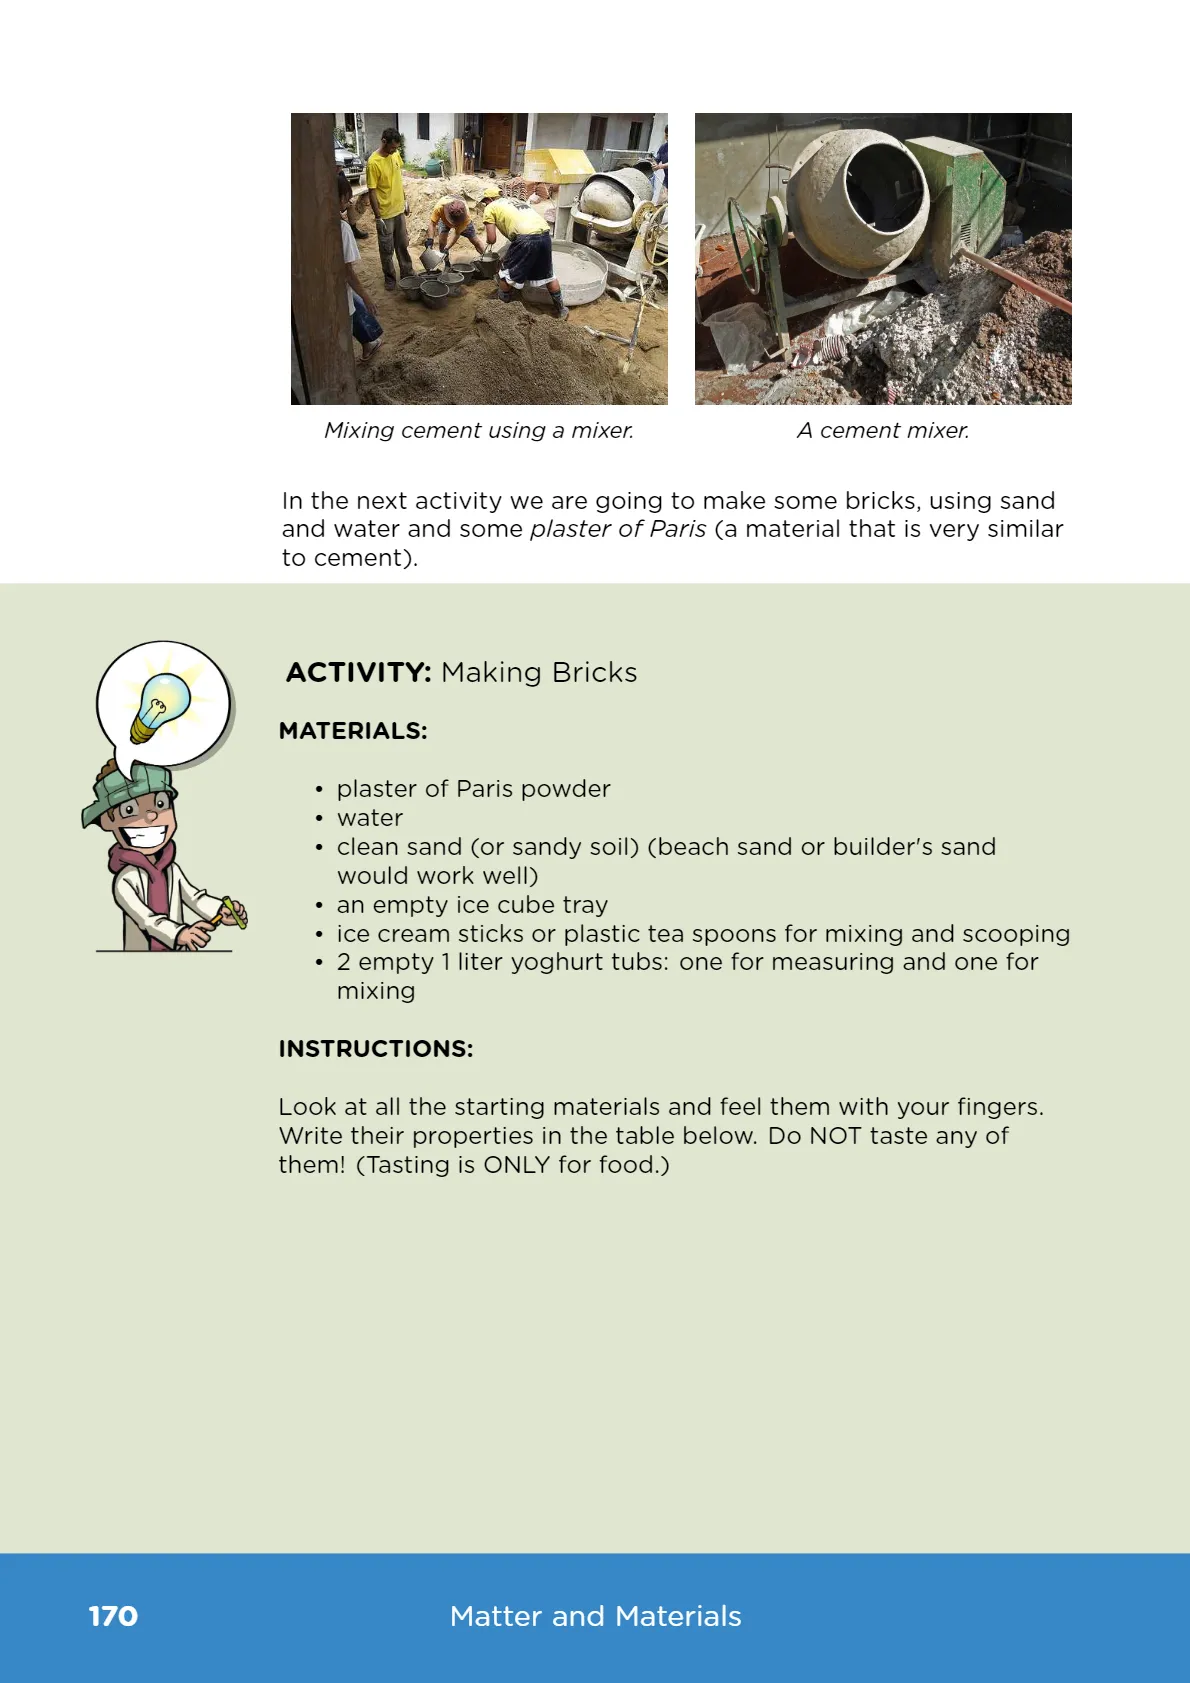 Mixing cement using a mixer.
A cement mixer.
In the next activity we are going to make some bricks, using sand
and water and some plaster of Paris (a material that is very similar
to cement).
ACTIVITY: Making Bricks
MATERIALS:
• plaster of Paris powder
• water
• clean sand (or sandy soil) (beach sand or builder's sand
would work well)
• an empty ice cube tray
• ice cream sticks or plastic tea spoons for mixing and scooping
• 2 empty 1 liter yoghurt tubs: one for measuring and one for
mixing
INSTRUCTIONS:
Look at all the starting materials and feel them with your fingers.
Write their properties in the table below. Do NOT taste any of
them! (Tasting is ONLY for food.)
170
Matter and Materials